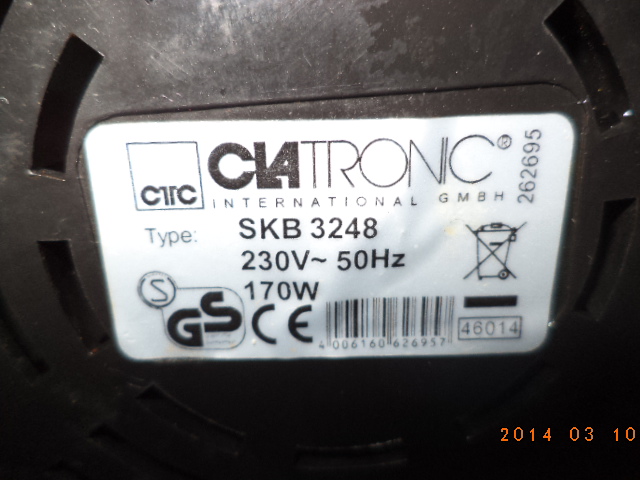 CTC
CLATRONIC®
INTERNATIONAL GMBH
262695
Type: SKB 3248
230V~ 50Hz
170W
S
GS
CE
4 006160 626957
46014
2014 03 10